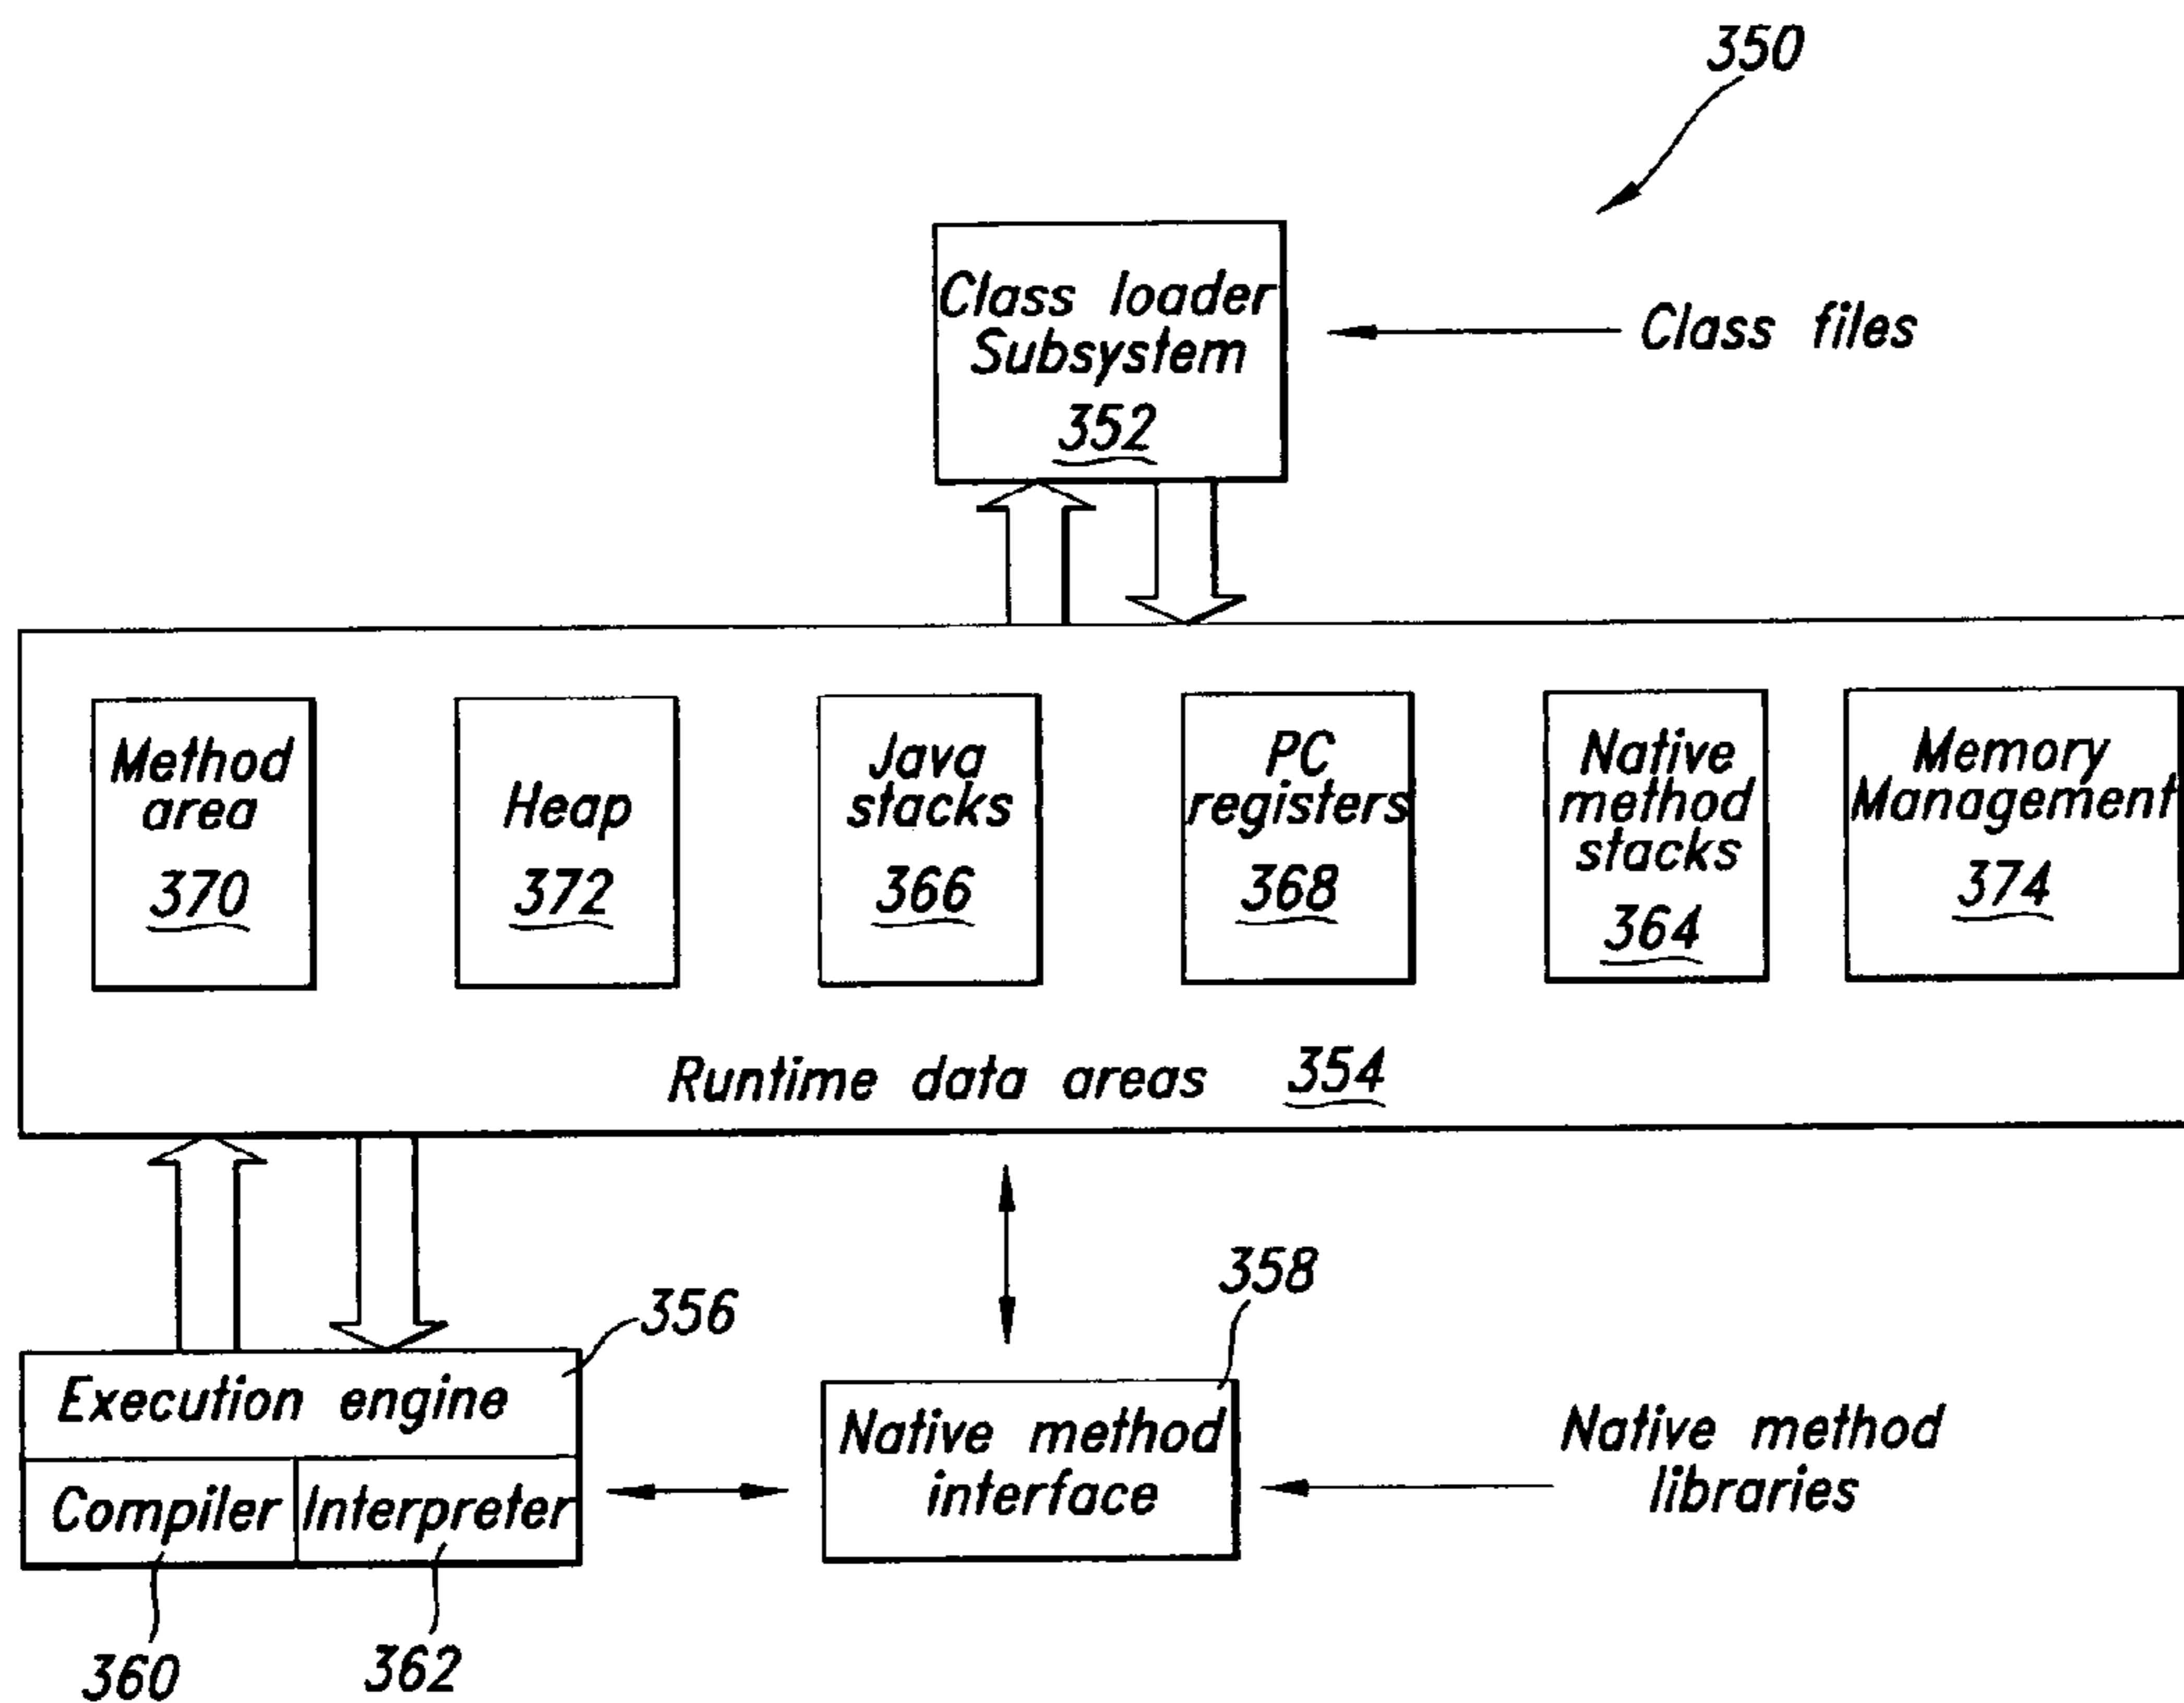 350
Class loader
Subsystem
352
Class files
Method
area
370
Heap
372
Java
stacks
366
PC
registers
368
Native
method
stacks
364
Memory
Management
374
Runtime data areas 354
356
358
Execution engine
Compiler
Interpreter
Native method
interface
Native method
libraries
360
362